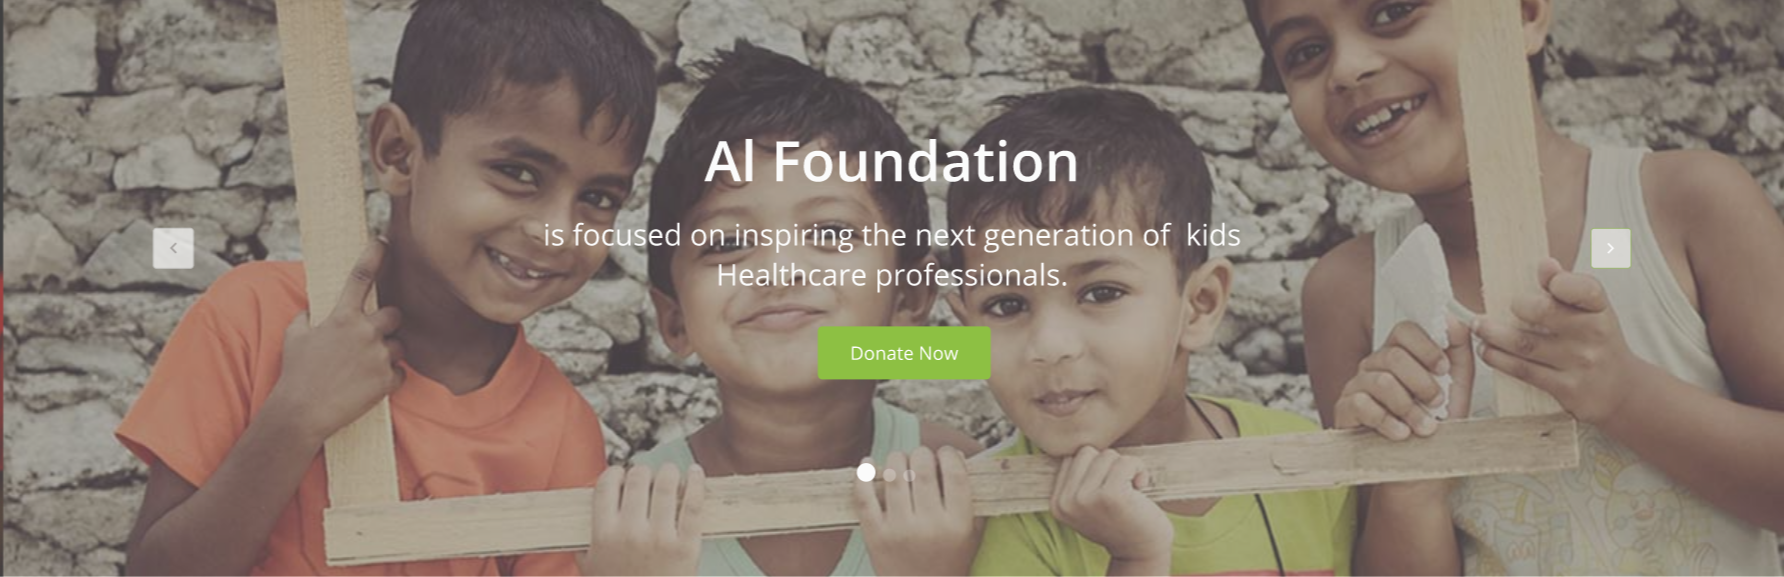 Al Foundation
is focused on inspiring the next generation of  kids
Healthcare professionals.
Donate Now